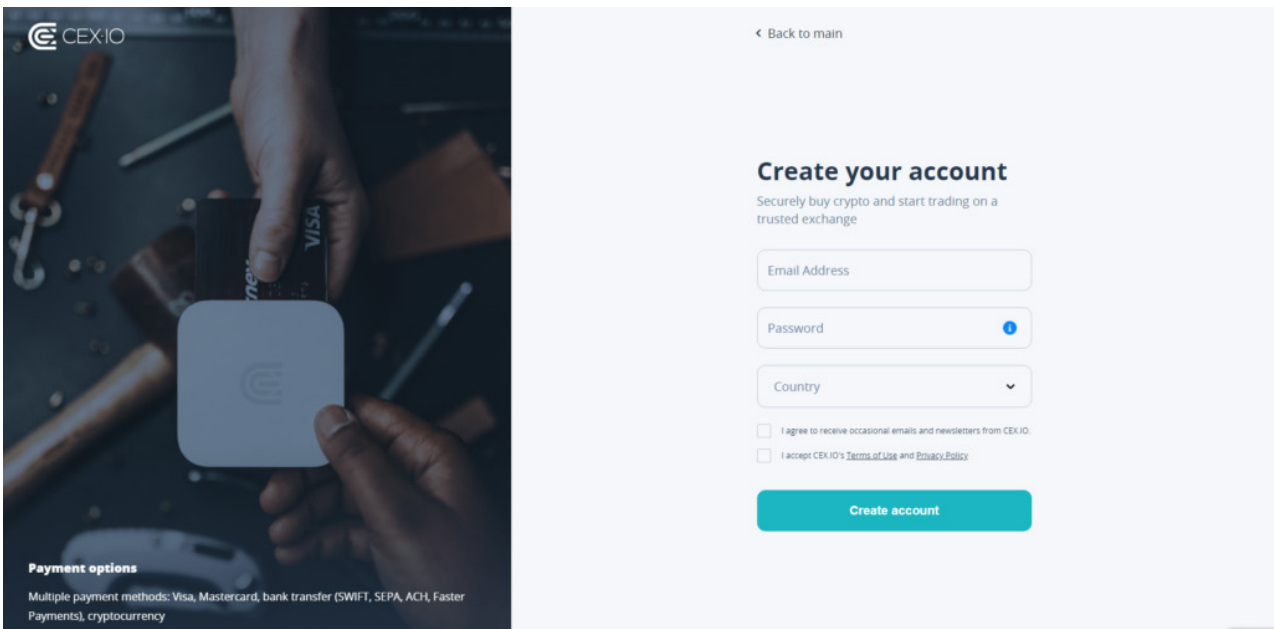 CEX·IO
VISA
Payment options
Multiple payment methods: Visa, Mastercard, bank transfer (SWIFT, SEPA, ACH, Faster
Payments), cryptocurrency
Back to main
Create your account
Securely buy crypto and start trading on a
trusted exchange
Email Address
Password
Country
I agree to receive occasional emails and newsletters from CEX.IO.
I accept CEX.IO's Terms of Use and Privacy Policy
Create account